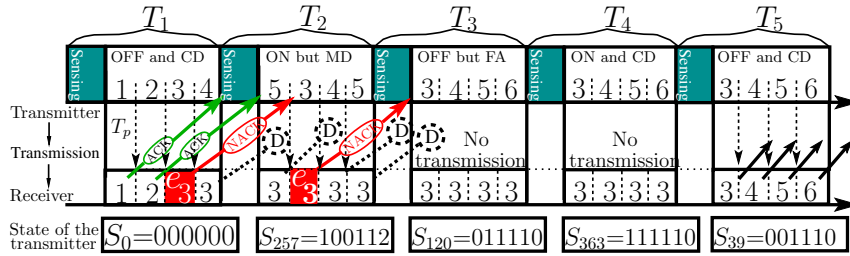 T1 T2 T3 T4 T5
Sensing OFF and CD Sensing ON but MD Sensing OFF but FA Sensing ON and CD Sensing OFF and CD
1 2 3 4 5 3 4 5 3 4 5 6 3 4 5 6 3 4 5 6
Transmitter
Tp ACK ACK NACK D D NACK D D
Transmission No transmission No transmission
Receiver 1 2 e3 3 3 3 3 3 3 3 3 3 3 3 3 3 3 4 5 6
State of the transmitter S0=000000 S257=100112 S120=011110 S363=111110 S39=001110